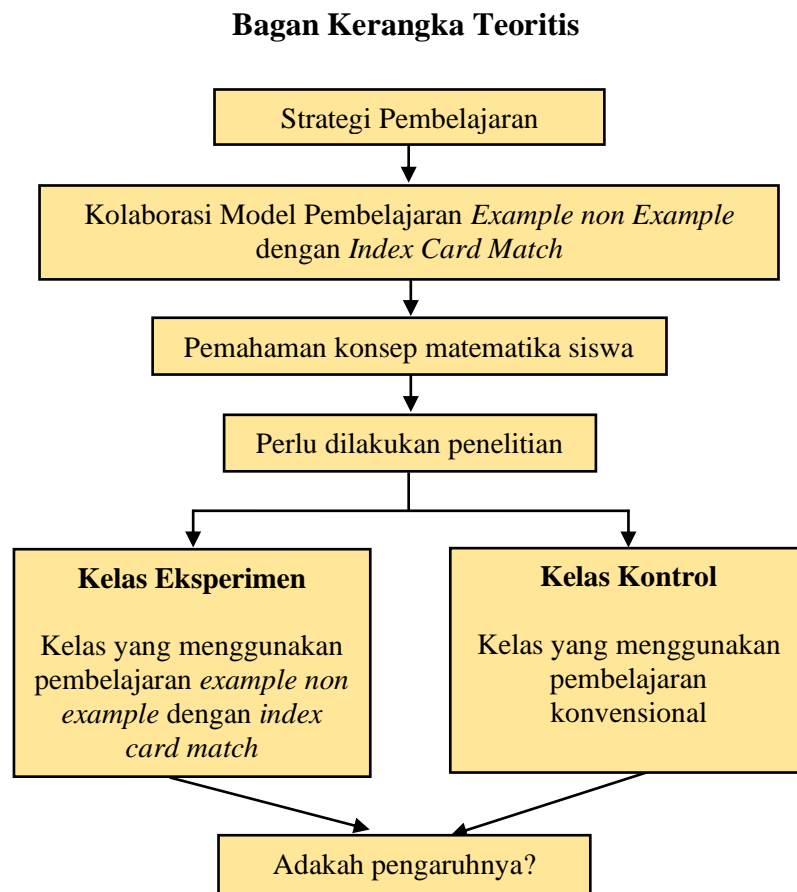 Bagan Kerangka Teoritis
Strategi Pembelajaran
Kolaborasi Model Pembelajaran Example non Example
dengan Index Card Match
Pemahaman konsep matematika siswa
Perlu dilakukan penelitian
Kelas Eksperimen
Kelas yang menggunakan
pembelajaran example non
example dengan index
card match
Kelas Kontrol
Kelas yang menggunakan
pembelajaran
konvensional
Adakah pengaruhnya?